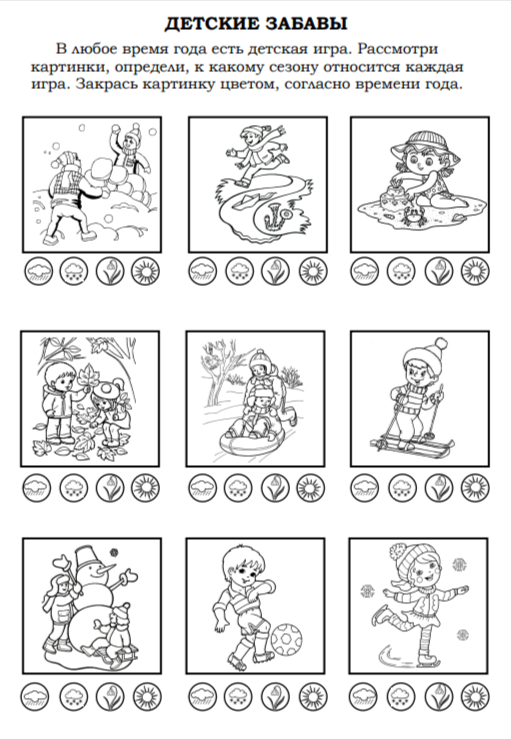 ДЕТСКИЕ ЗАБАВЫ
В любое время года есть детская игра. Рассмотри
картинки, определи, к какому сезону относится каждая
игра. Закрась картинку цветом, согласно времени года.